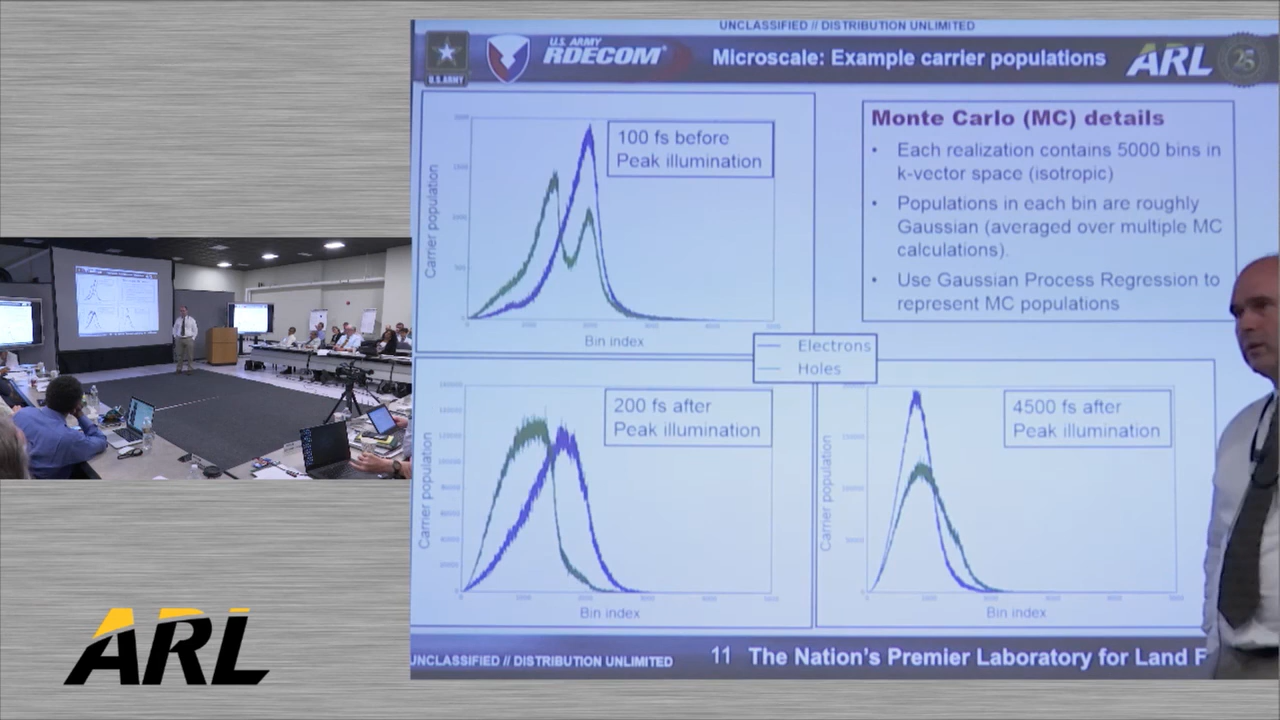 UNCLASSIFIED // DISTRIBUTION UNLIMITED
U.S. ARMY
U.S. ARMY
RDECOM®
Microscale: Example carrier populations
ARL
25
100 fs before
Peak illumination
Carrier population
Bin index
Monte Carlo (MC) details
• Each realization contains 5000 bins in
k-vector space (isotropic)
• Populations in each bin are roughly
Gaussian (averaged over multiple MC
calculations).
• Use Gaussian Process Regression to
represent MC populations
Electrons
Holes
200 fs after
Peak illumination
Carrier population
Bin index
4500 fs after
Peak illumination
Carrier population
Bin index
UNCLASSIFIED // DISTRIBUTION UNLIMITED
11
The Nation's Premier Laboratory for Land F
ARL